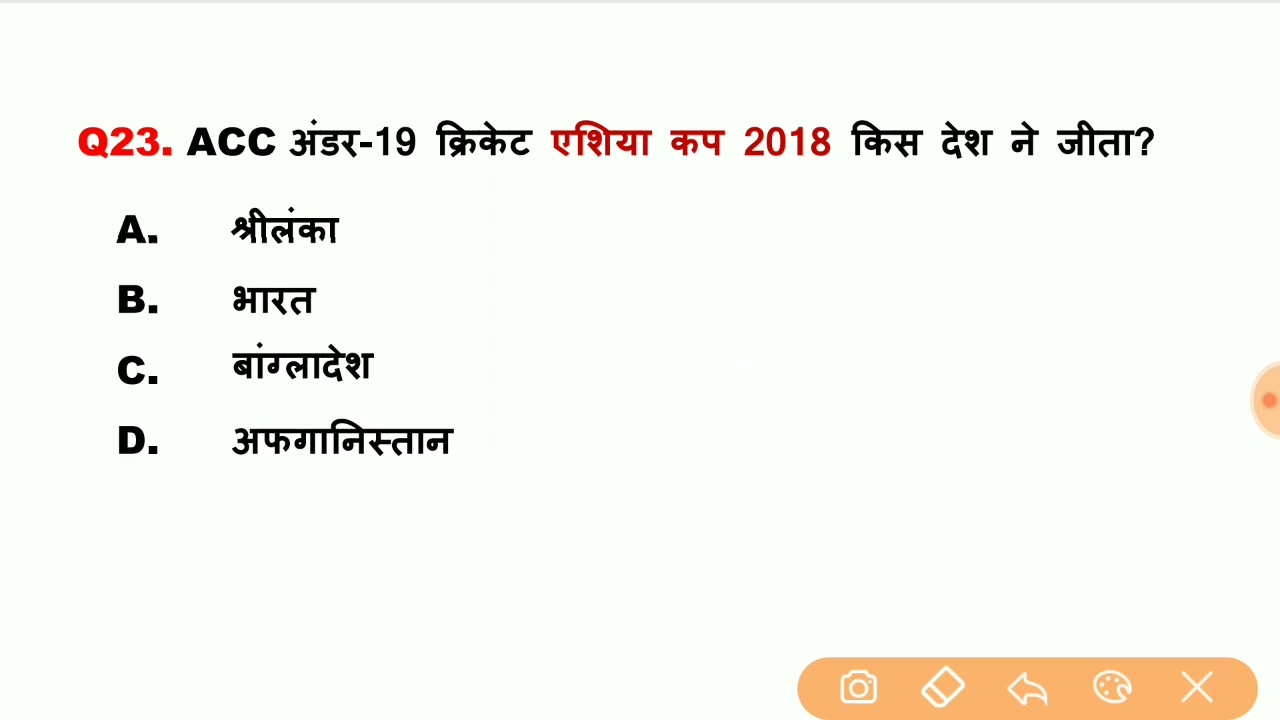 Q23. ACC अंडर-19 क्रिकेट एशिया कप 2018 किस देश ने जीता?
A. श्रीलंका
B. भारत
C. बांग्लादेश
D. अफगानिस्तान